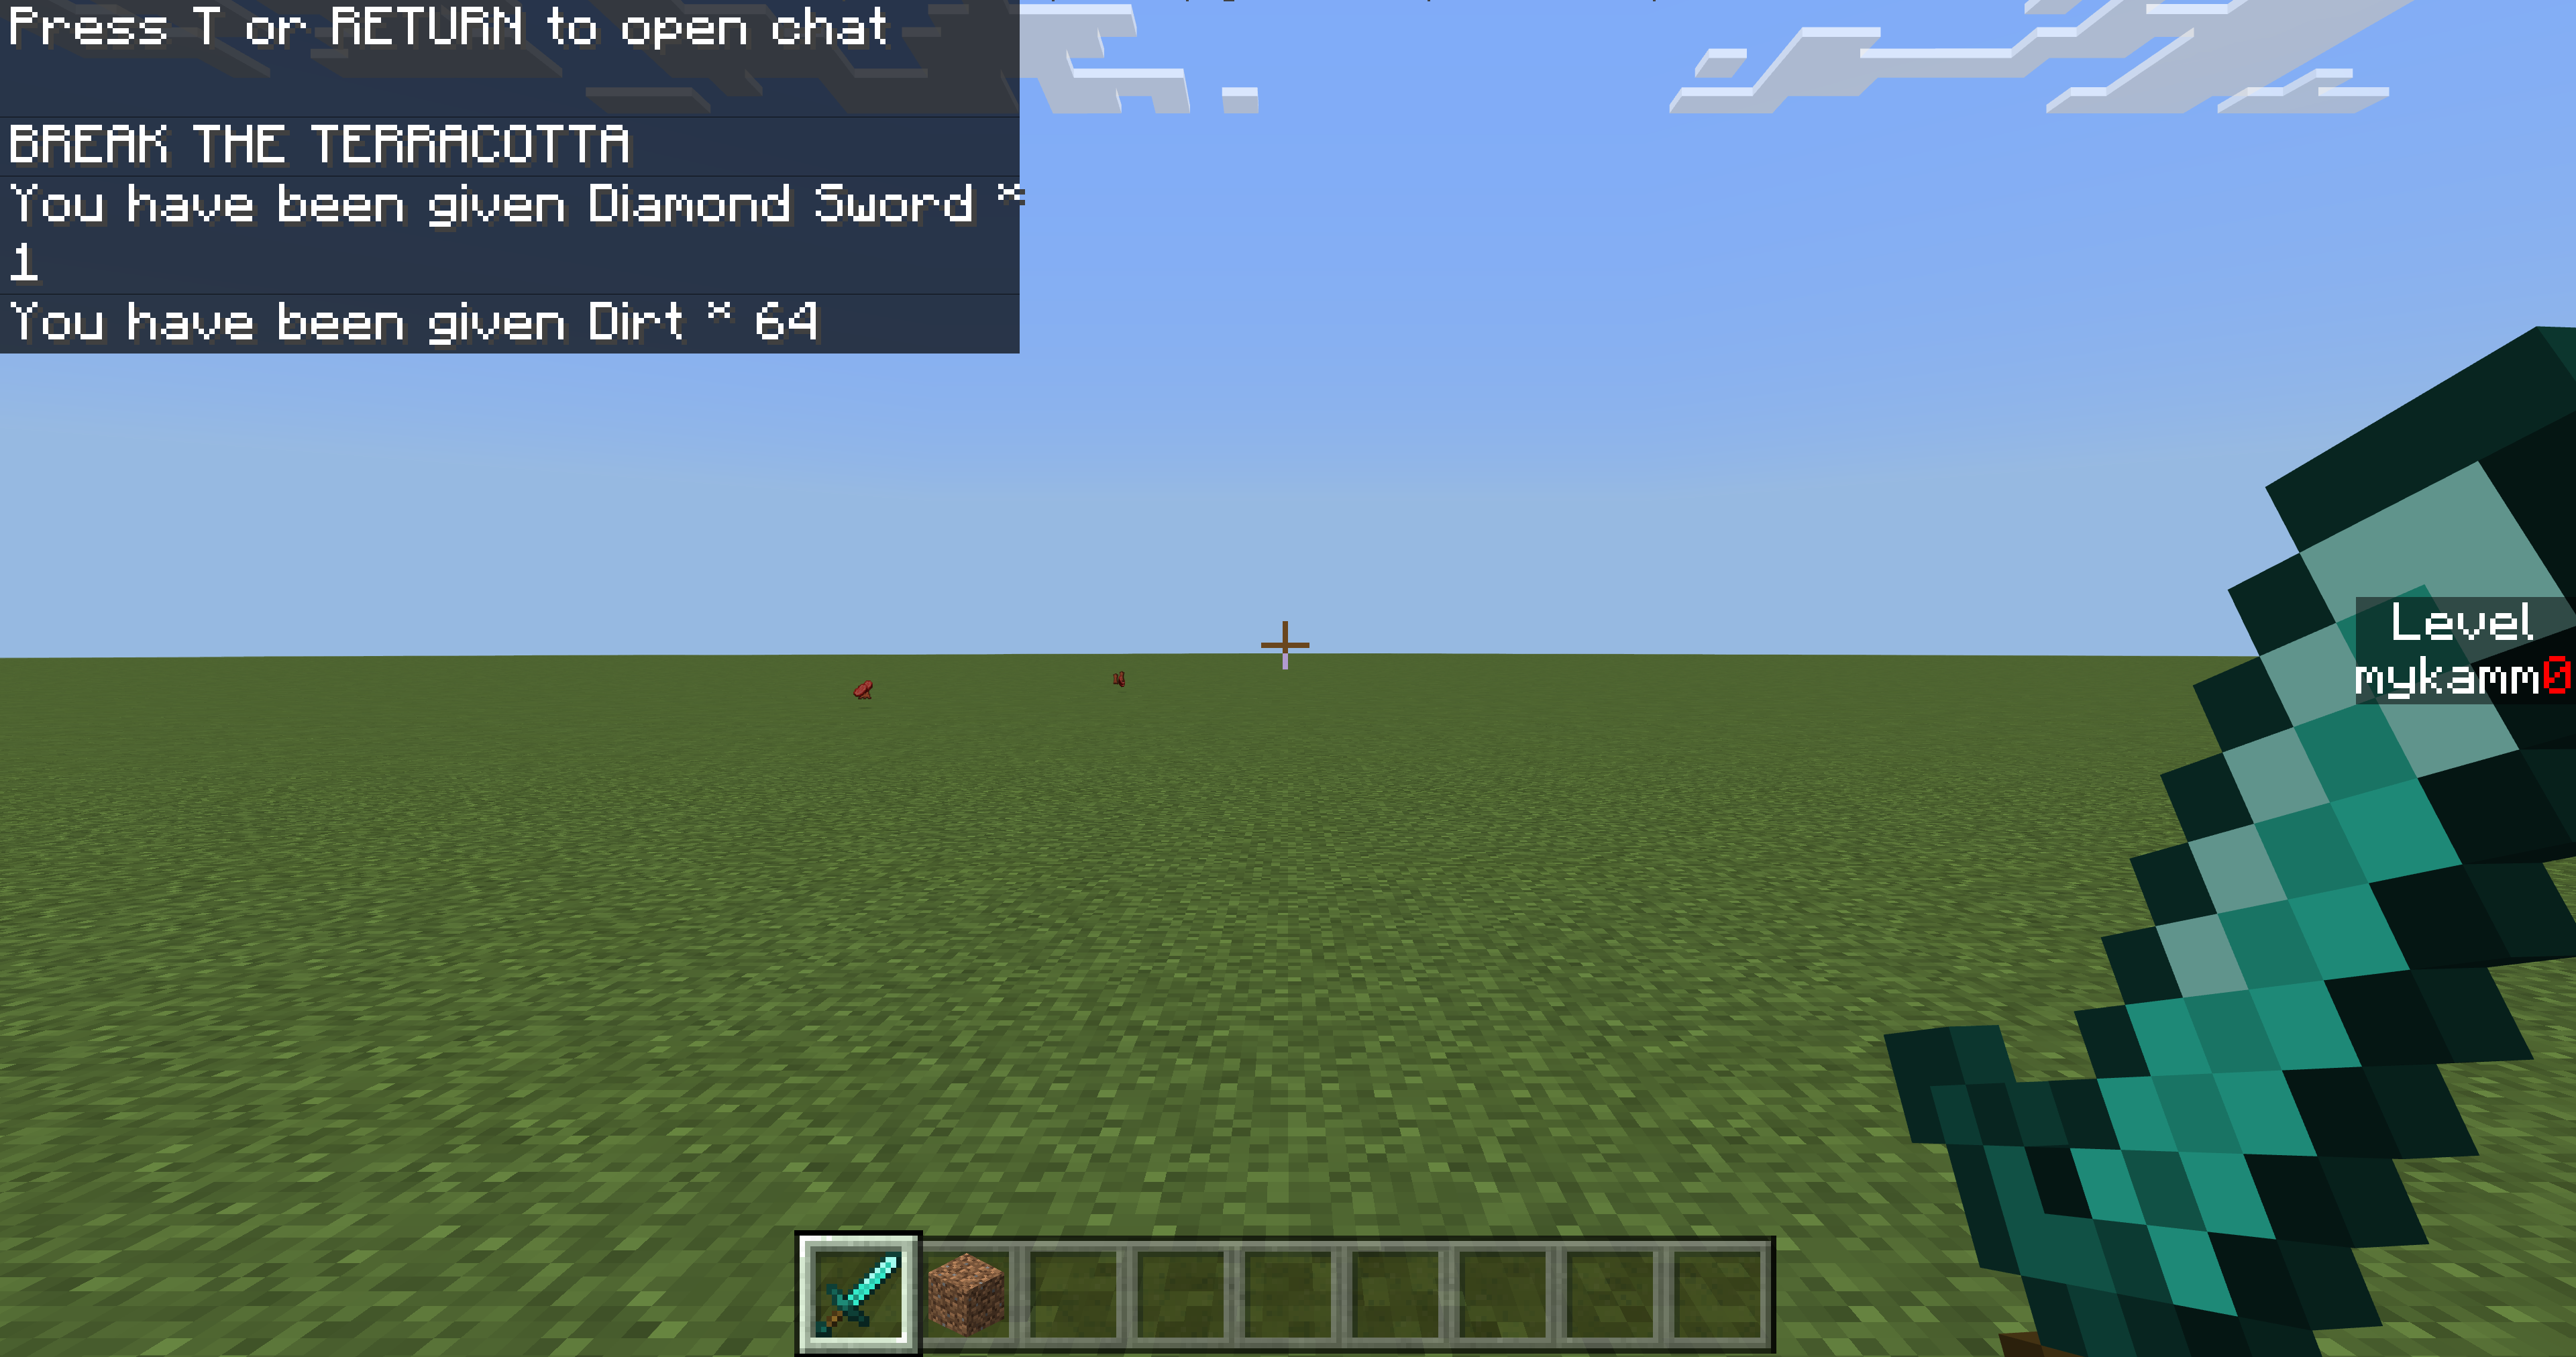 Press T or RETURN to open chat
BREAK THE TERRACOTTA
You have been given Diamond Sword *
1
You have been given Dirt * 64
Level
mykamm0